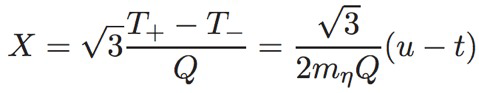 $X = \sqrt{3} \frac{T_+ - T_-}{Q} = \frac{\sqrt{3}}{2m_\eta Q}(u - t)$